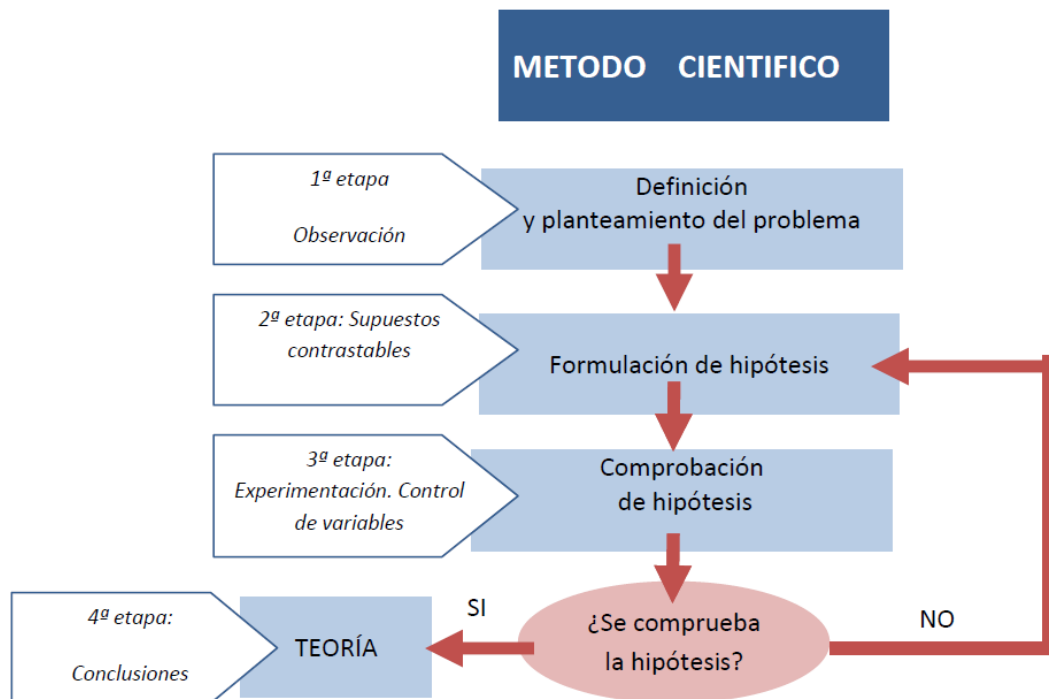 METODO CIENTIFICO
1ª etapa
Observación
Definición
y planteamiento del problema
2ª etapa: Supuestos
contrastables
Formulación de hipótesis
3ª etapa:
Experimentación. Control
de variables
Comprobación
de hipótesis
4ª etapa:
Conclusiones
TEORÍA
SI
¿Se comprueba
la hipótesis?
NO